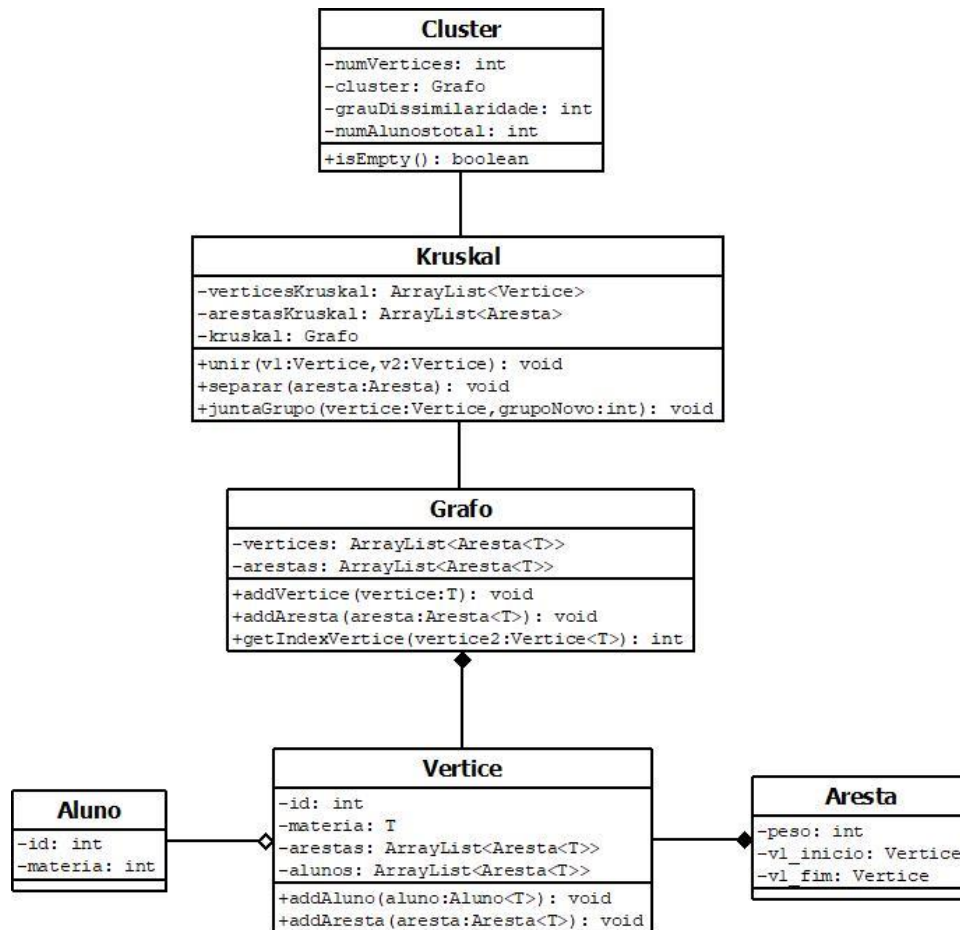 Cluster
-numVertices: int
-cluster: Grafo
-grauDissimilaridade: int
-numAlunostotal: int
+isEmpty(): boolean
Kruskal
-verticesKruskal: ArrayList<Vertice>
-arestasKruskal: ArrayList<Aresta>
-kruskal: Grafo
+unir(v1:Vertice,v2:Vertice): void
+separar(aresta:Aresta): void
+juntaGrupo(vertice:Vertice,grupoNovo:int): void
Grafo
-vertices: ArrayList<Aresta<T>>
-arestas: ArrayList<Aresta<T>>
+addVertice(vertice:T): void
+addAresta(aresta:Aresta<T>): void
+getIndexVertice(vertice2:Vertice<T>): int
Aluno
-id: int
-materia: int
Vertice
-id: int
-materia: T
-arestas: ArrayList<Aresta<T>>
-alunos: ArrayList<Aresta<T>>
+addAluno(aluno:Aluno<T>): void
+addAresta(aresta:Aresta<T>): void
Aresta
-peso: int
-vl_inicio: Vertice
-vl_fim: Vertice